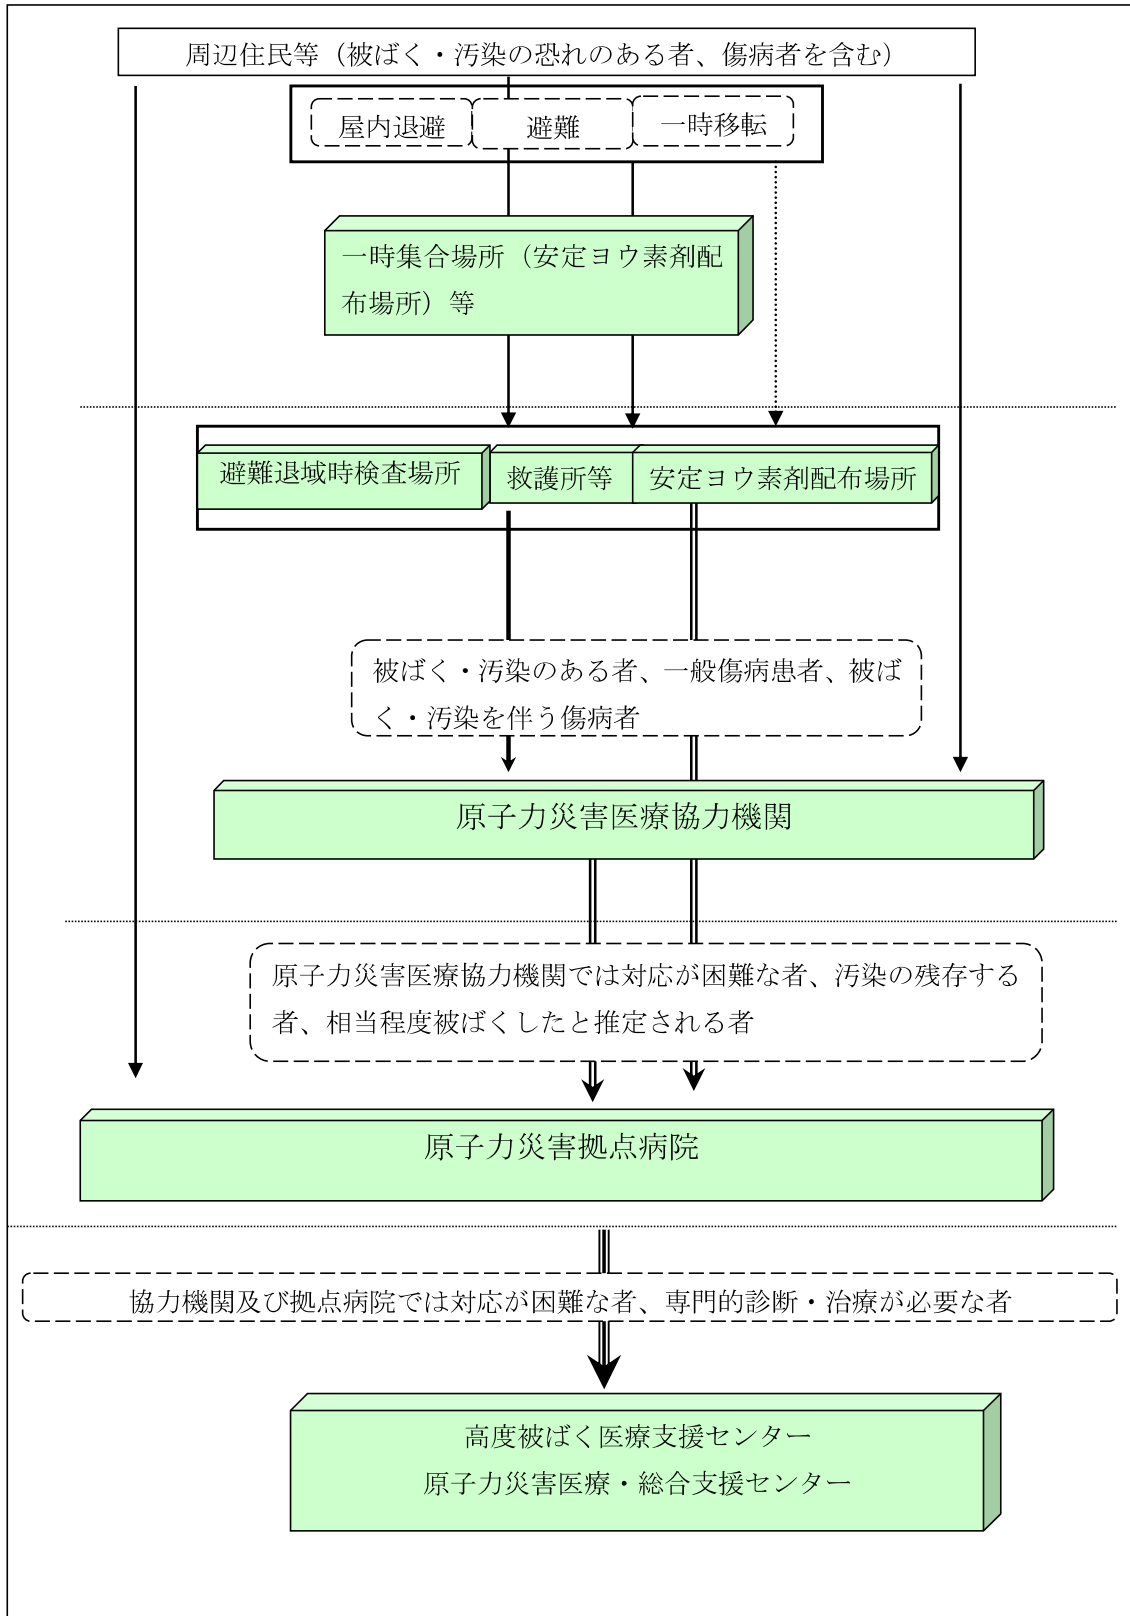 周辺住民等（被ばく・汚染の恐れのある者、傷病者を含む）
屋内退避
避難
一時移転
一時集合場所（安定ヨウ素剤配
布場所）等
避難退域時検査場所
救護所等
安定ヨウ素剤配布場所
被ばく・汚染のある者、一般傷病患者、被ば
く・汚染を伴う傷病者
原子力災害医療協力機関
原子力災害医療協力機関では対応が困難な者、汚染の残存する
者、相当程度被ばくしたと推定される者
原子力災害拠点病院
協力機関及び拠点病院では対応が困難な者、専門的診断・治療が必要な者
高度被ばく医療支援センター
原子力災害医療・総合支援センター